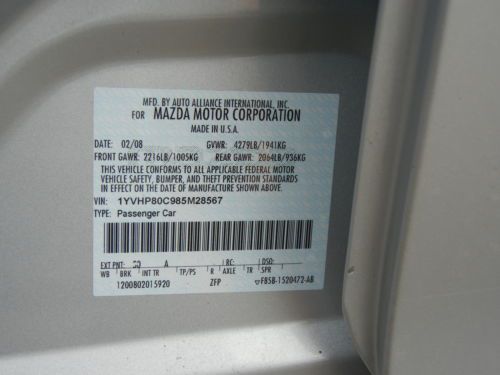 MFD. BY AUTO ALLIANCE INTERNATIONAL, INC.
FOR MAZDA MOTOR CORPORATION
MADE IN U.S.A.
DATE: 02/08 GVWR: 4279LB/1941KG
FRONT GAWR: 2216LB/1005KG REAR GAWR: 2064LB/936KG
THIS VEHICLE CONFORMS TO ALL APPLICABLE FEDERAL MOTOR
VEHICLE SAFETY, BUMPER, AND THEFT PREVENTION STANDARDS IN
EFFECT ON THE DATE OF MANUFACTURE SHOWN ABOVE.
VIN: 1YVHP80C985M28567
TYPE: Passenger Car
EXT PNT: A RC: DSO:
WB BRK INT TR TP/PS R AXLE TR SPR
1200802015920 ZFP F85B-1520472-AB